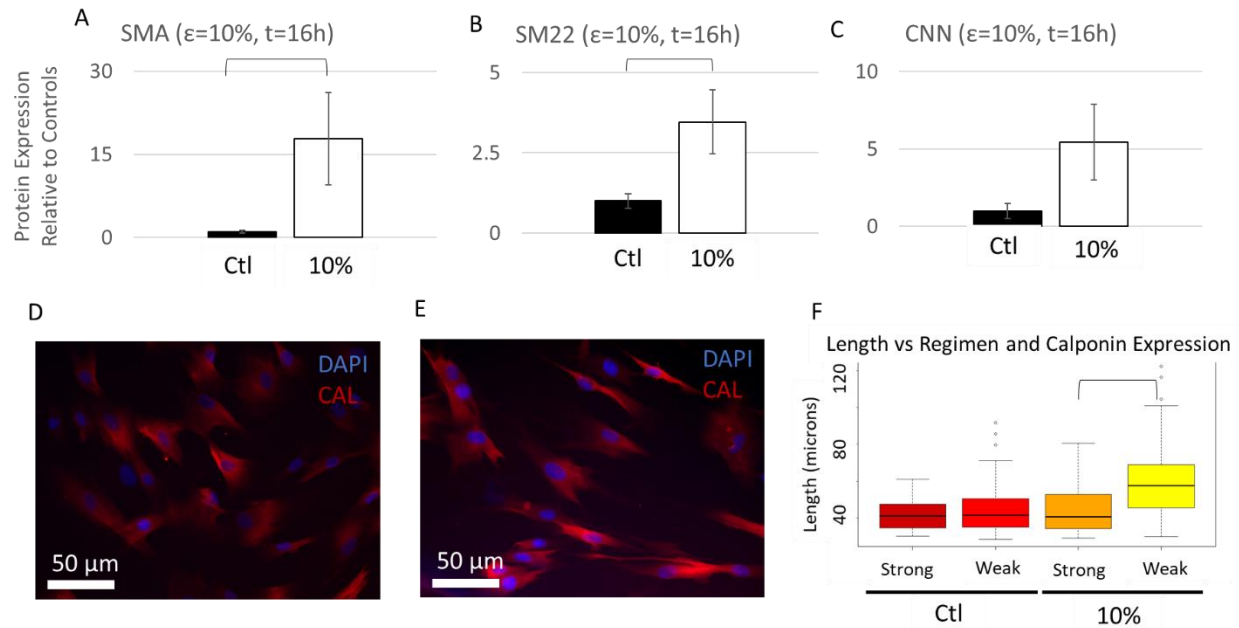 A
SMA (ε=10%, t=16h)
Protein Expression
Relative to Controls
30
15
0
Ctl
10%
B
SM22 (ε=10%, t=16h)
5
2.5
0
Ctl
10%
C
CNN (ε=10%, t=16h)
10
5
0
Ctl
10%
D
DAPI
CAL
50 µm
E
DAPI
CAL
50 µm
F
Length vs Regimen and Calponin Expression
Length (microns)
120
80
40
Strong
Weak
Strong
Weak
Ctl
10%